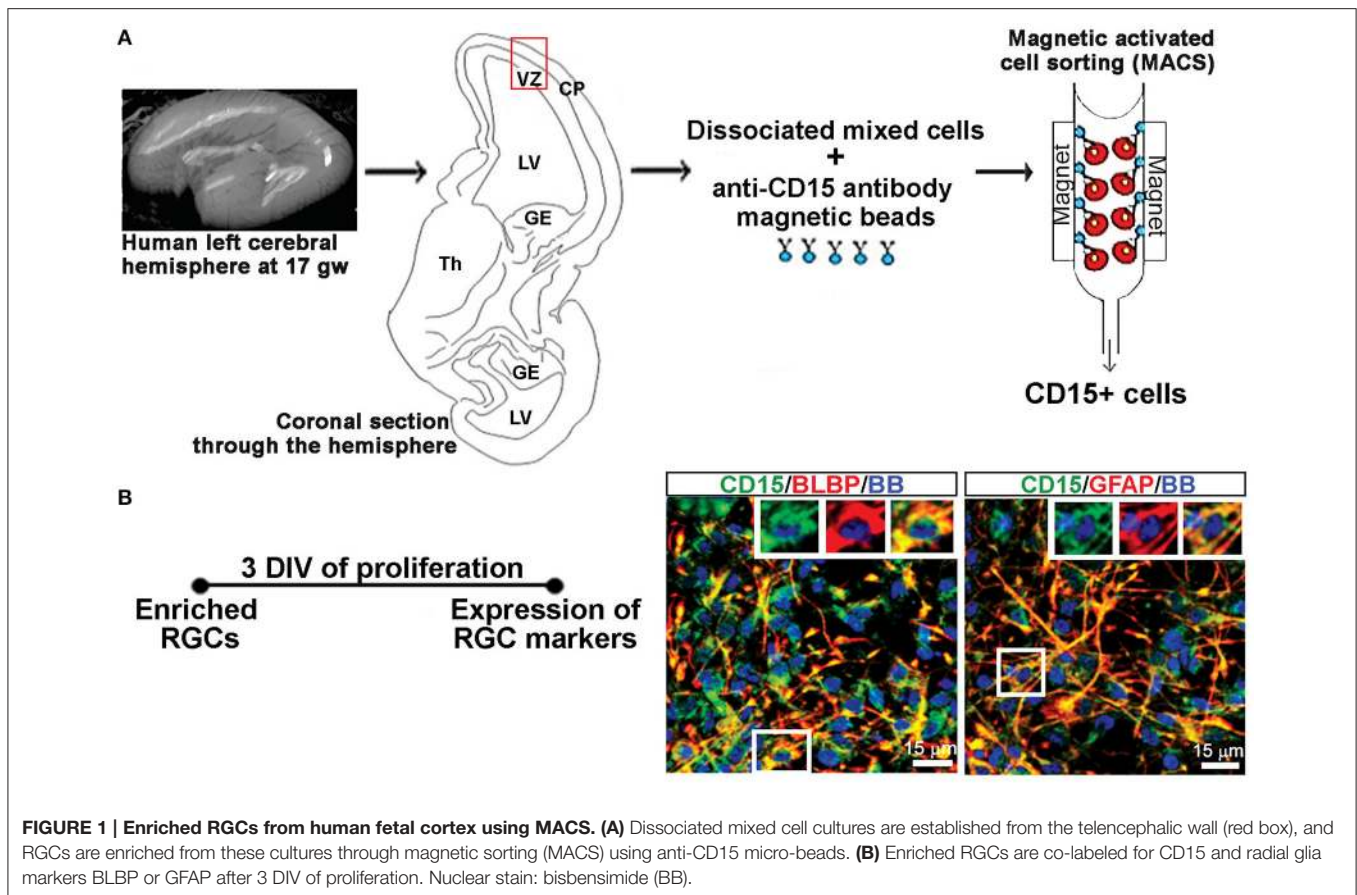 A
Human left cerebral
hemisphere at 17 gw
VZ
CP
LV
GE
Th
GE
LV
Coronal section
through the hemisphere
Dissociated mixed cells
+
anti-CD15 antibody
magnetic beads
Magnetic activated
cell sorting (MACS)
Magnet
Magnet
CD15+ cells
B
3 DIV of proliferation
Enriched
RGCs
Expression of
RGC markers
CD15/BLBP/BB
15 µm
CD15/GFAP/BB
15 µm
FIGURE 1 | Enriched RGCs from human fetal cortex using MACS. (A) Dissociated mixed cell cultures are established from the telencephalic wall (red box), and
RGCs are enriched from these cultures through magnetic sorting (MACS) using anti-CD15 micro-beads. (B) Enriched RGCs are co-labeled for CD15 and radial glia
markers BLBP or GFAP after 3 DIV of proliferation. Nuclear stain: bisbensimide (BB).